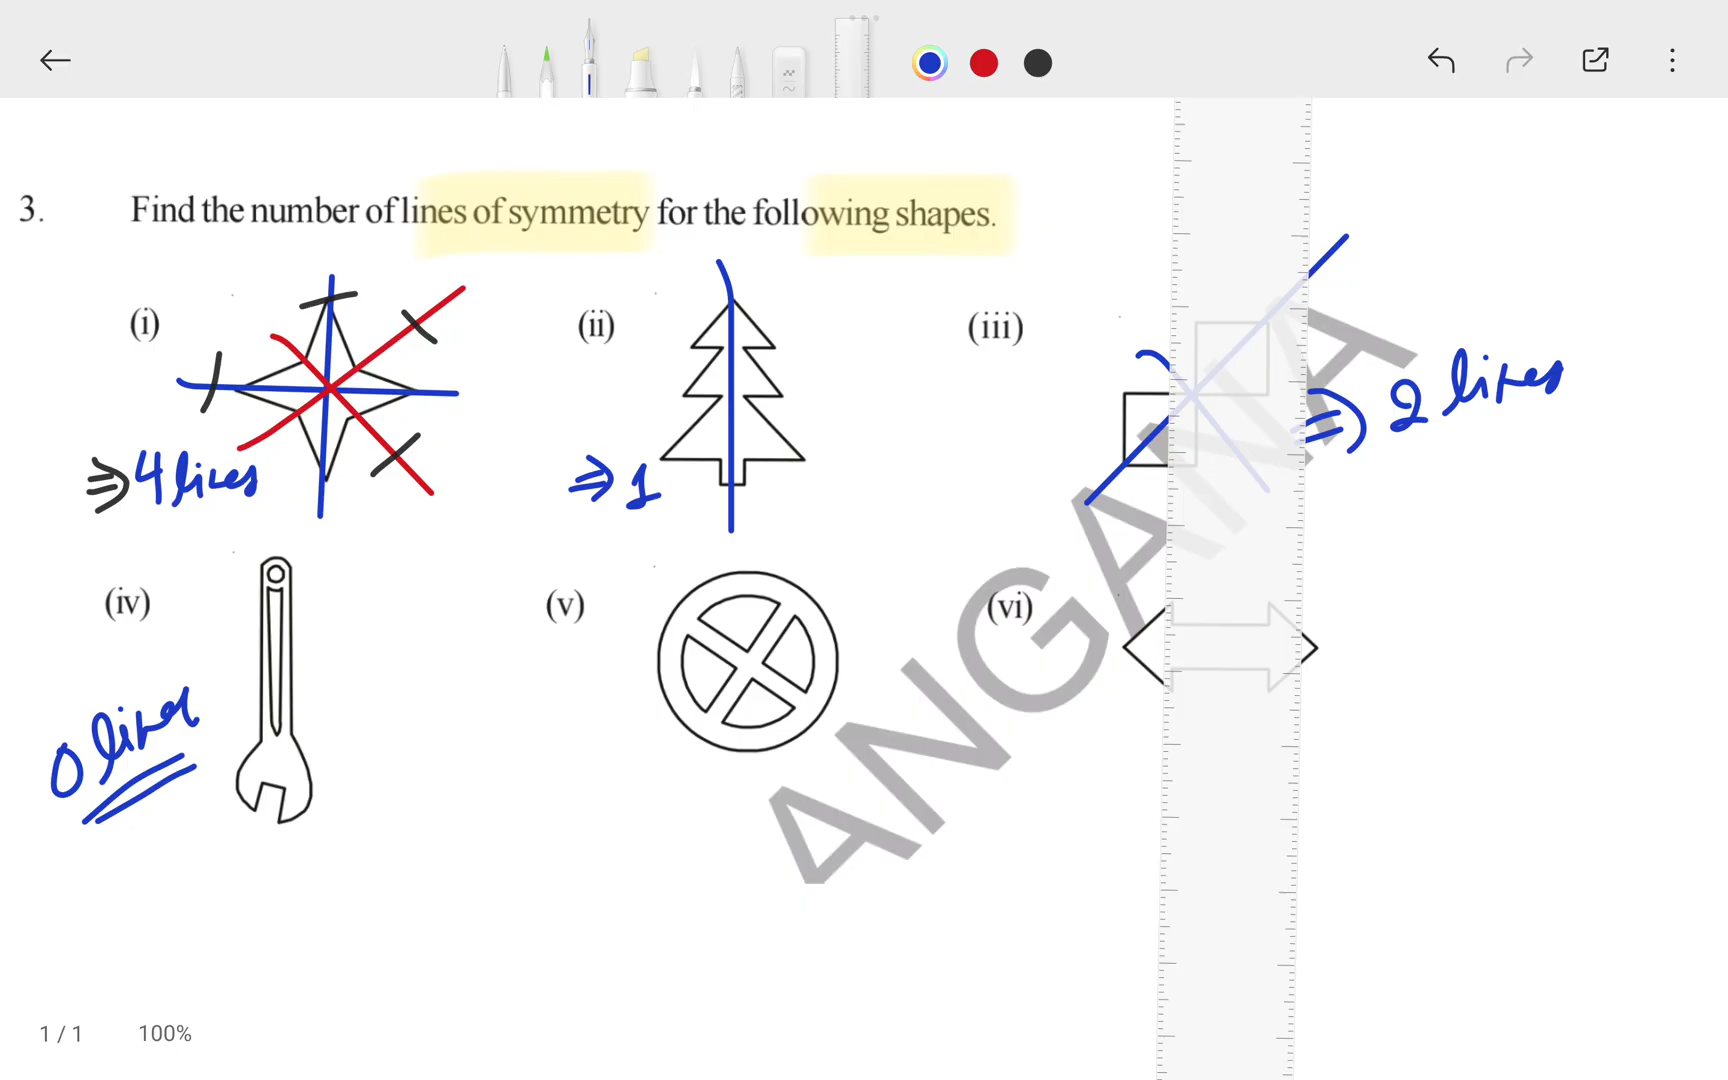 3. Find the number of lines of symmetry for the following shapes.
(i) (ii) (iii)
⇒ 4 lines ⇒ 1 ⇒ 2 lines
(iv) (v) (vi)
0 lines
ANGANA
1 / 1 100%